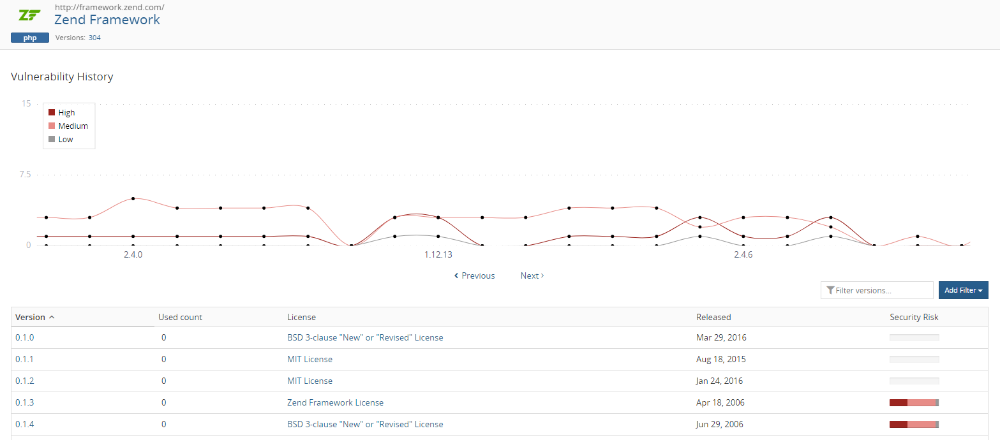 http://framework.zend.com/
ZF Zend Framework
php Versions: 304
Vulnerability History
15
High
Medium
Low
7.5
0
2.4.0 1.12.13 2.4.6
Previous Next
Filter versions... Add Filter
Version Used count License Released Security Risk
0.1.0 0 BSD 3-clause "New" or "Revised" License Mar 29, 2016
0.1.1 0 MIT License Aug 18, 2015
0.1.2 0 MIT License Jan 24, 2016
0.1.3 0 Zend Framework License Apr 18, 2006
0.1.4 0 BSD 3-clause "New" or "Revised" License Jun 29, 2006